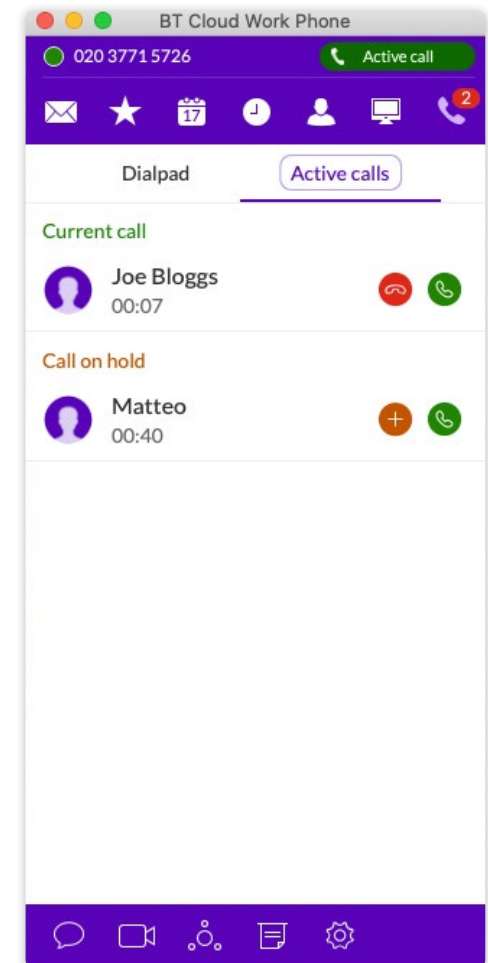 BT Cloud Work Phone
020 3771 5726 Active call
17 2
Dialpad Active calls
Current call
Joe Bloggs
00:07
Call on hold
Matteo
00:40